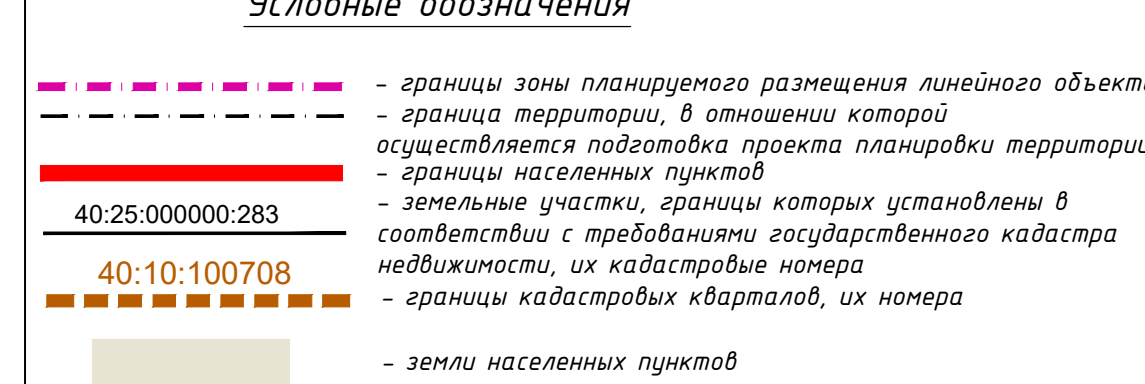 Условные обозначения
- границы зоны планируемого размещения линейного объект
- граница территории, в отношении которой
осуществляется подготовка проекта планировки территории
- границы населенных пунктов
40:25:000000:283
- земельные участки, границы которых установлены в
соответствии с требованиями государственного кадастра
недвижимости, их кадастровые номера
40:10:100708
- границы кадастровых кварталов, их номера
- земли населенных пунктов